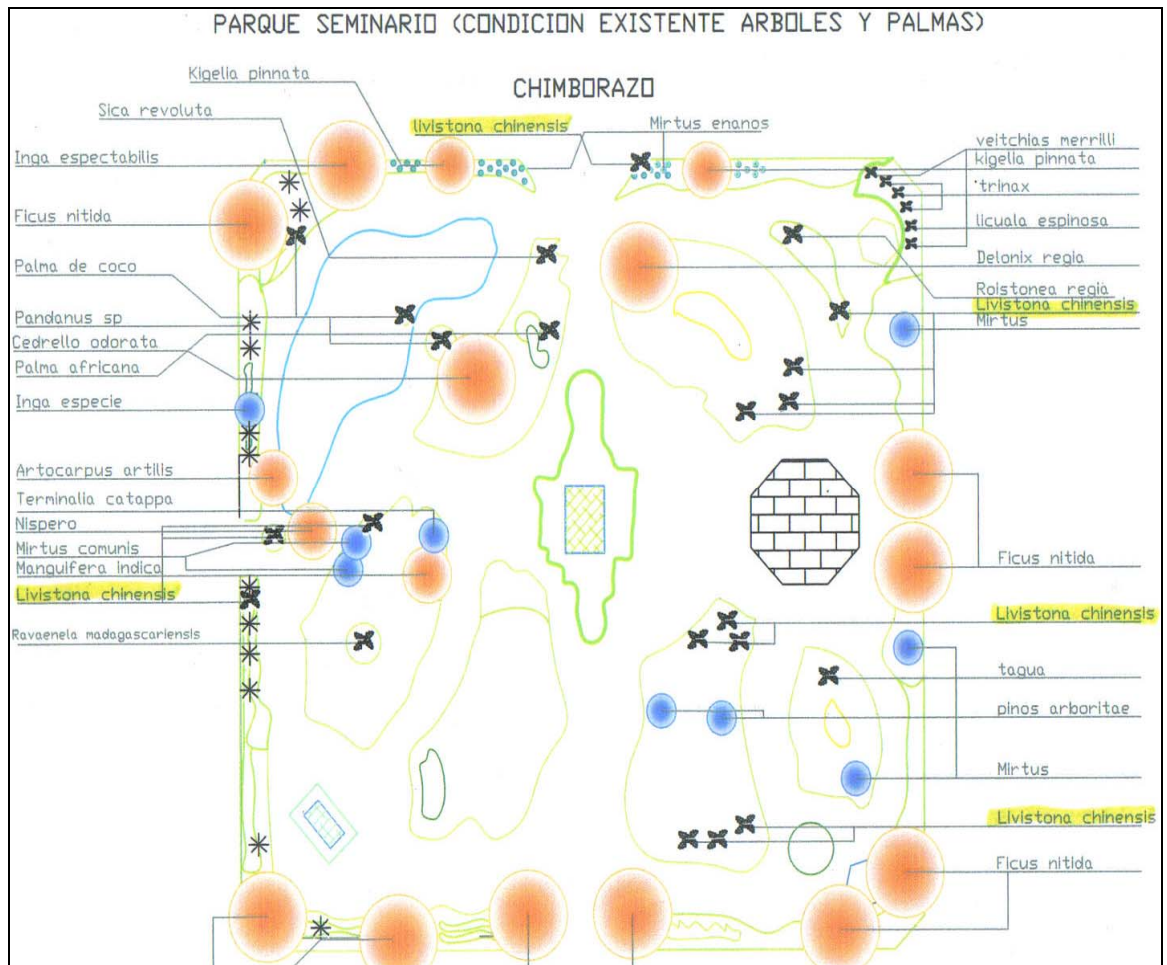 PARQUE SEMINARIO (CONDICION EXISTENTE ARBOLES Y PALMAS)
CHIMBORAZO
Kigelia pinnata
Sica revoluta
livistona chinensis
Mirtus enanos
Inga espectabilis
Ficus nitida
Palma de coco
Pandanus sp
Cedrello odorata
Palma africana
Inga especie
Artocarpus artilis
Terminalia catappa
Nispero
Mirtus comunis
Manguifera indica
Livistona chinensis
Ravaenela madagascariensis
veitchias merrilli
kigelia pinnata
trinax
licuala espinosa
Delonix regia
Roistonea regia
Livistona chinensis
Mirtus
Ficus nitida
Livistona chinensis
tagua
pinos arboritae
Mirtus
Livistona chinensis
Ficus nitida